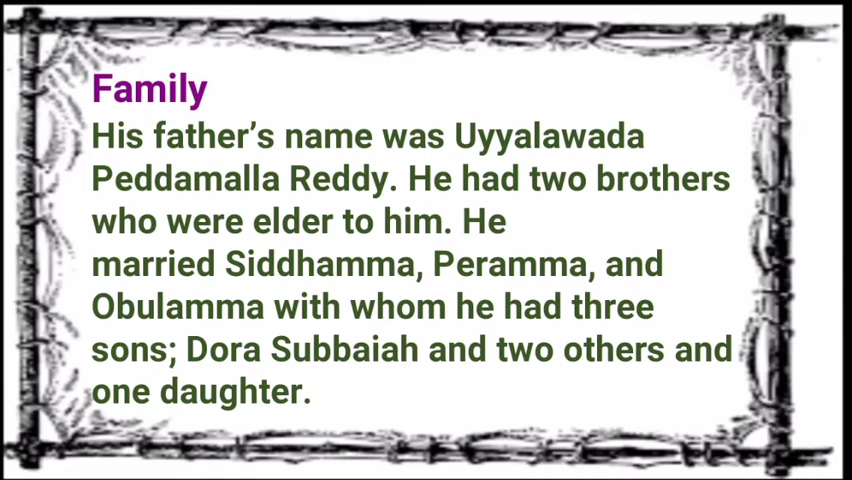 Family
His father’s name was Uyyalawada
Peddamalla Reddy. He had two brothers
who were elder to him. He
married Siddhamma, Peramma, and
Obulamma with whom he had three
sons; Dora Subbaiah and two others and
one daughter.